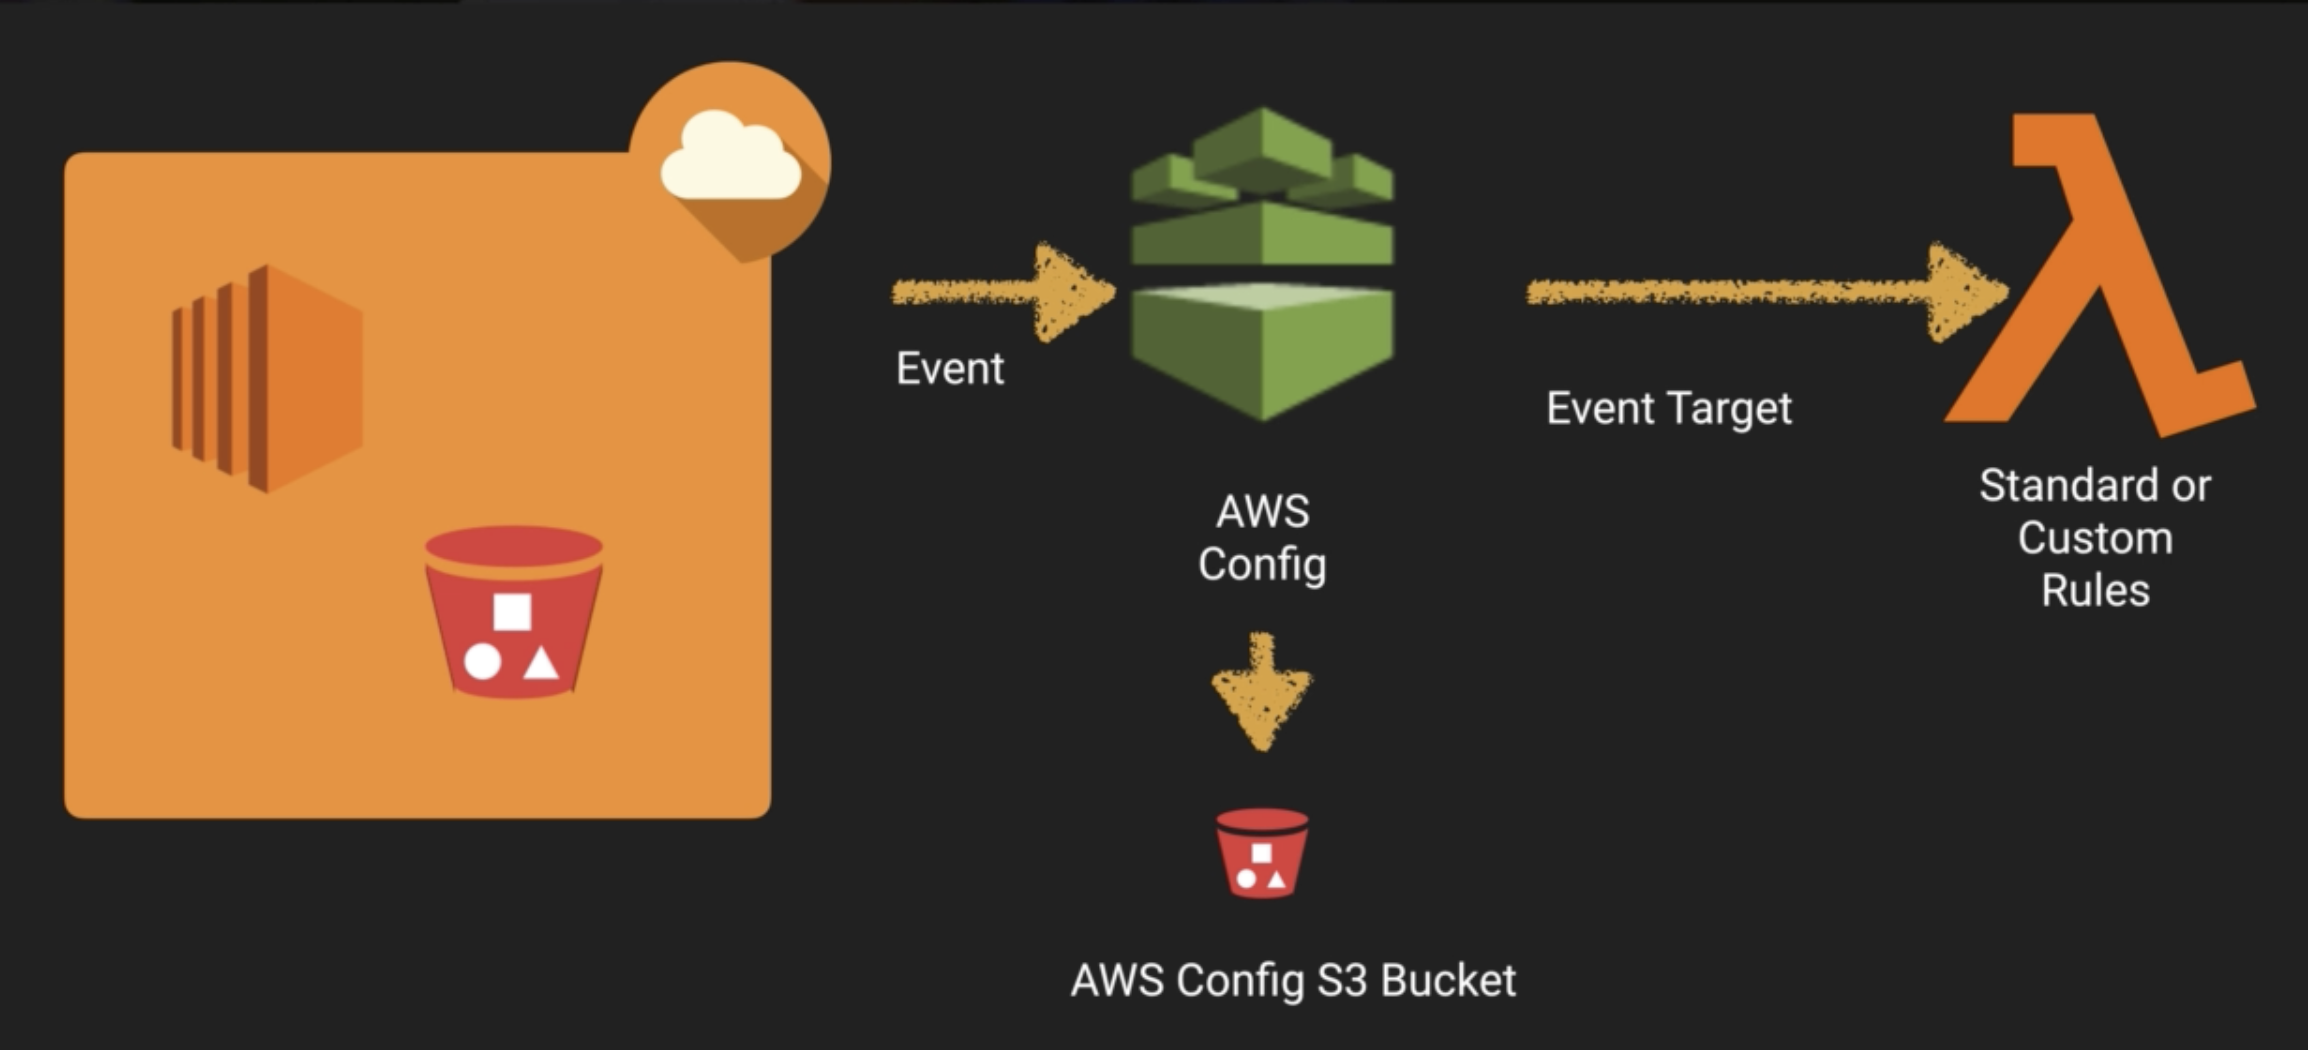 Event
AWS
Config
Event Target
Standard or
Custom
Rules
AWS Config S3 Bucket